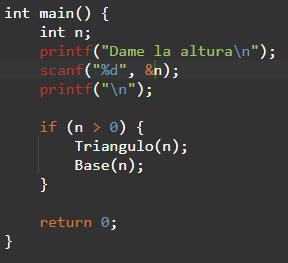 int main() {
    int n;
    printf("Dame la altura\n");
    scanf("%d", &n);
    printf("\n");

    if (n > 0) {
        Triangulo(n);
        Base(n);
    }

    return 0;
}